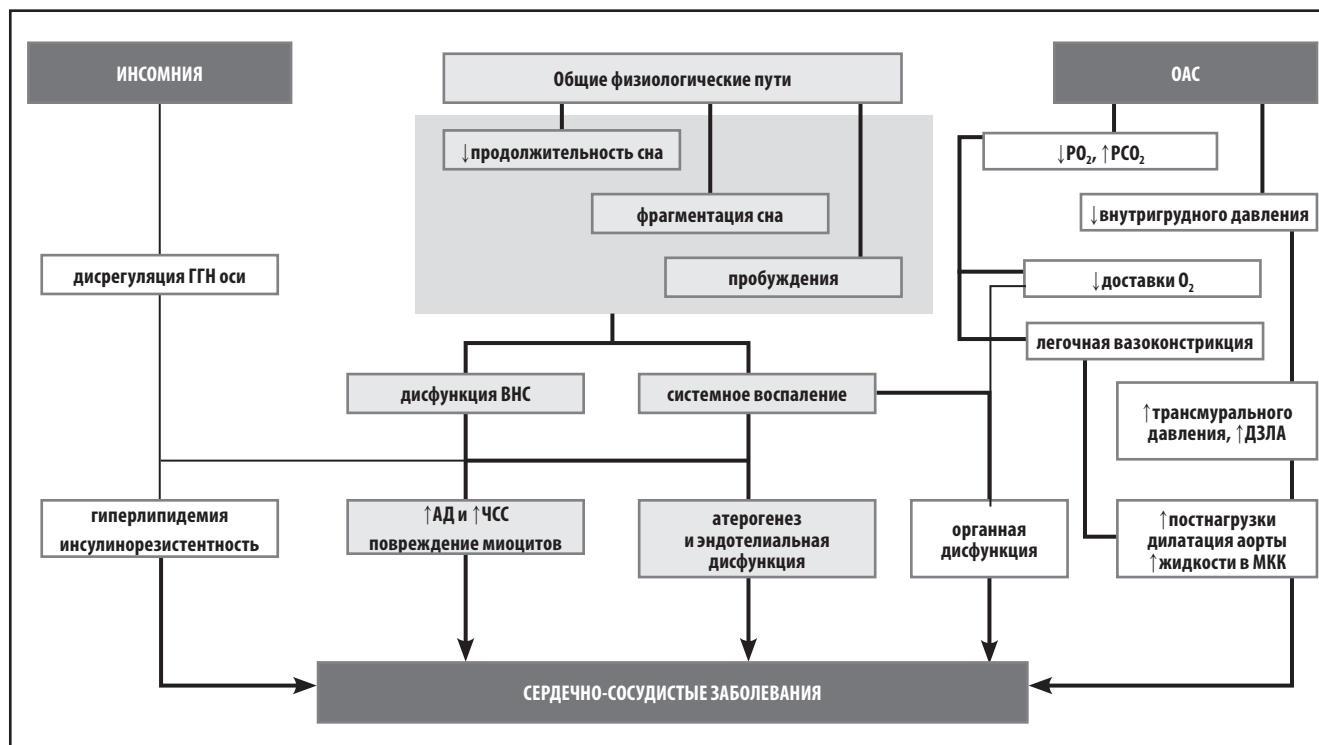 ИНСОМНИЯ
Общие физиологические пути
ОАС
↓продолжительность сна
↓PO₂, ↑PCO₂
фрагментация сна
↓внутригрудного давления
дисрегуляция ГГН оси
пробуждения
↓доставки O₂
легочная вазоконстрикция
дисфункция ВНС
системное воспаление
↑трансмурального
давления, ↑ДЗЛА
гиперлипидемия
инсулинорезистентность
↑АД и ↑ЧСС
повреждение миоцитов
атерогенез
и эндотелиальная
дисфункция
органная
дисфункция
↑постнагрузки
дилатация аорты
↑жидкости в МКК
СЕРДЕЧНО-СОСУДИСТЫЕ ЗАБОЛЕВАНИЯ